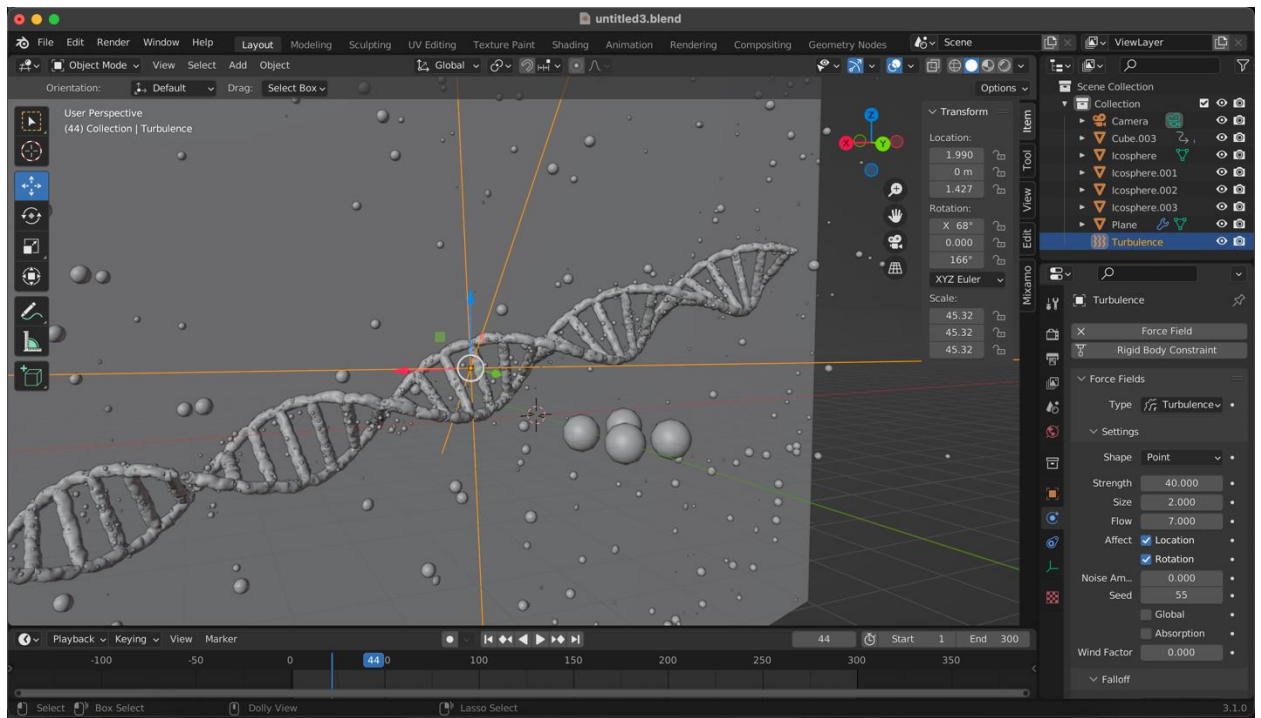 untitled3.blend
File Edit Render Window Help Layout Modeling Sculpting UV Editing Texture Paint Shading Animation Rendering Compositing Geometry Nodes Scene ViewLayer
Object Mode View Select Add Object Global
Orientation: Default Drag: Select Box Options
User Perspective
(44) Collection | Turbulence
X
Y
Z
Transform
Location:
1.990
0 m
1.427
Rotation:
X 68°
0.000
166°
XYZ Euler
Scale:
45.32
45.32
45.32
Item
Tool
View
Edit
Mixamo
Scene Collection
Collection
Camera
Cube.003
Icosphere
Icosphere.001
Icosphere.002
Icosphere.003
Plane
Turbulence
Turbulence
Force Field
Rigid Body Constraint
Force Fields
Type Turbulence
Settings
Shape Point
Strength 40.000
Size 2.000
Flow 7.000
Affect Location
Rotation
Noise Am... 0.000
Seed 55
Global
Absorption
Wind Factor 0.000
Falloff
Playback Keying View Marker 44 Start 1 End 300
-100 -50 0 44 0 100 150 200 250 300 350
Select Box Select Dolly View Lasso Select 3.1.0